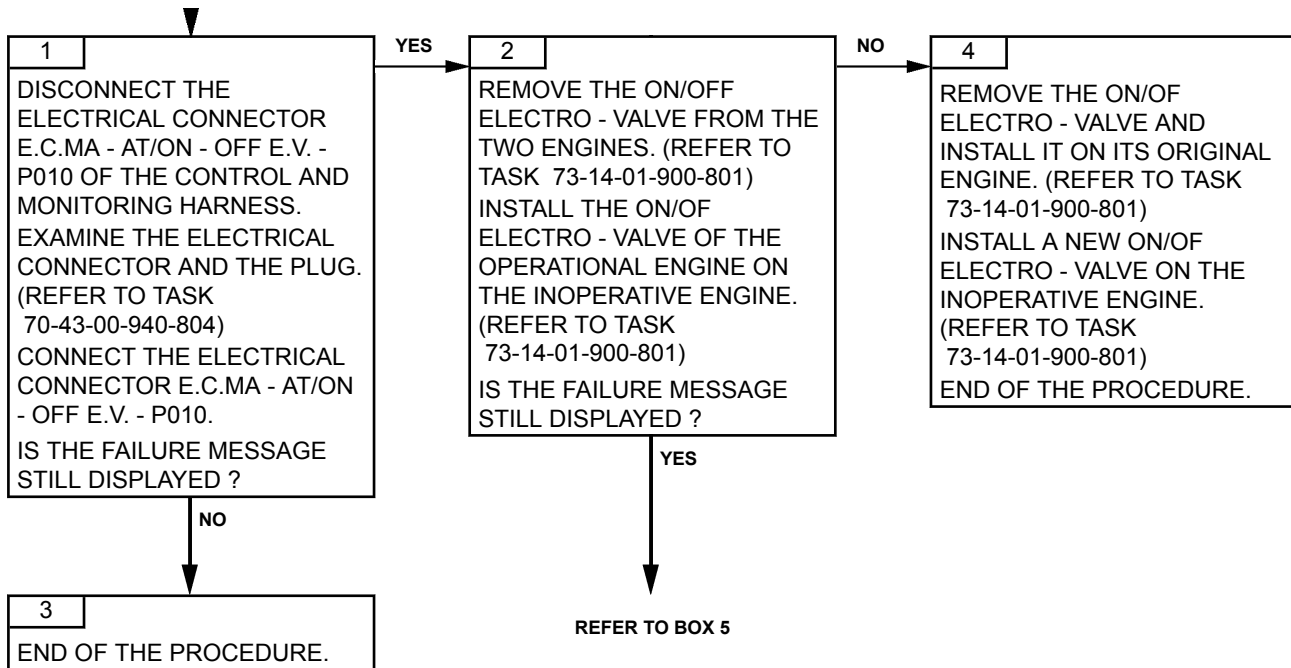 1
DISCONNECT THE
ELECTRICAL CONNECTOR
E.C.MA - AT/ON - OFF E.V. -
P010 OF THE CONTROL AND
MONITORING HARNESS.
EXAMINE THE ELECTRICAL
CONNECTOR AND THE PLUG.
(REFER TO TASK
70-43-00-940-804)
CONNECT THE ELECTRICAL
CONNECTOR E.C.MA - AT/ON
- OFF E.V. - P010.
IS THE FAILURE MESSAGE
STILL DISPLAYED ?
YES
2
REMOVE THE ON/OFF
ELECTRO - VALVE FROM THE
TWO ENGINES. (REFER TO
TASK 73-14-01-900-801)
INSTALL THE ON/OF
ELECTRO - VALVE OF THE
OPERATIONAL ENGINE ON
THE INOPERATIVE ENGINE.
(REFER TO TASK
73-14-01-900-801)
IS THE FAILURE MESSAGE
STILL DISPLAYED ?
NO
4
REMOVE THE ON/OF
ELECTRO - VALVE AND
INSTALL IT ON ITS ORIGINAL
ENGINE. (REFER TO TASK
73-14-01-900-801)
INSTALL A NEW ON/OF
ELECTRO - VALVE ON THE
INOPERATIVE ENGINE.
(REFER TO TASK
73-14-01-900-801)
END OF THE PROCEDURE.
YES
NO
3
END OF THE PROCEDURE.
REFER TO BOX 5